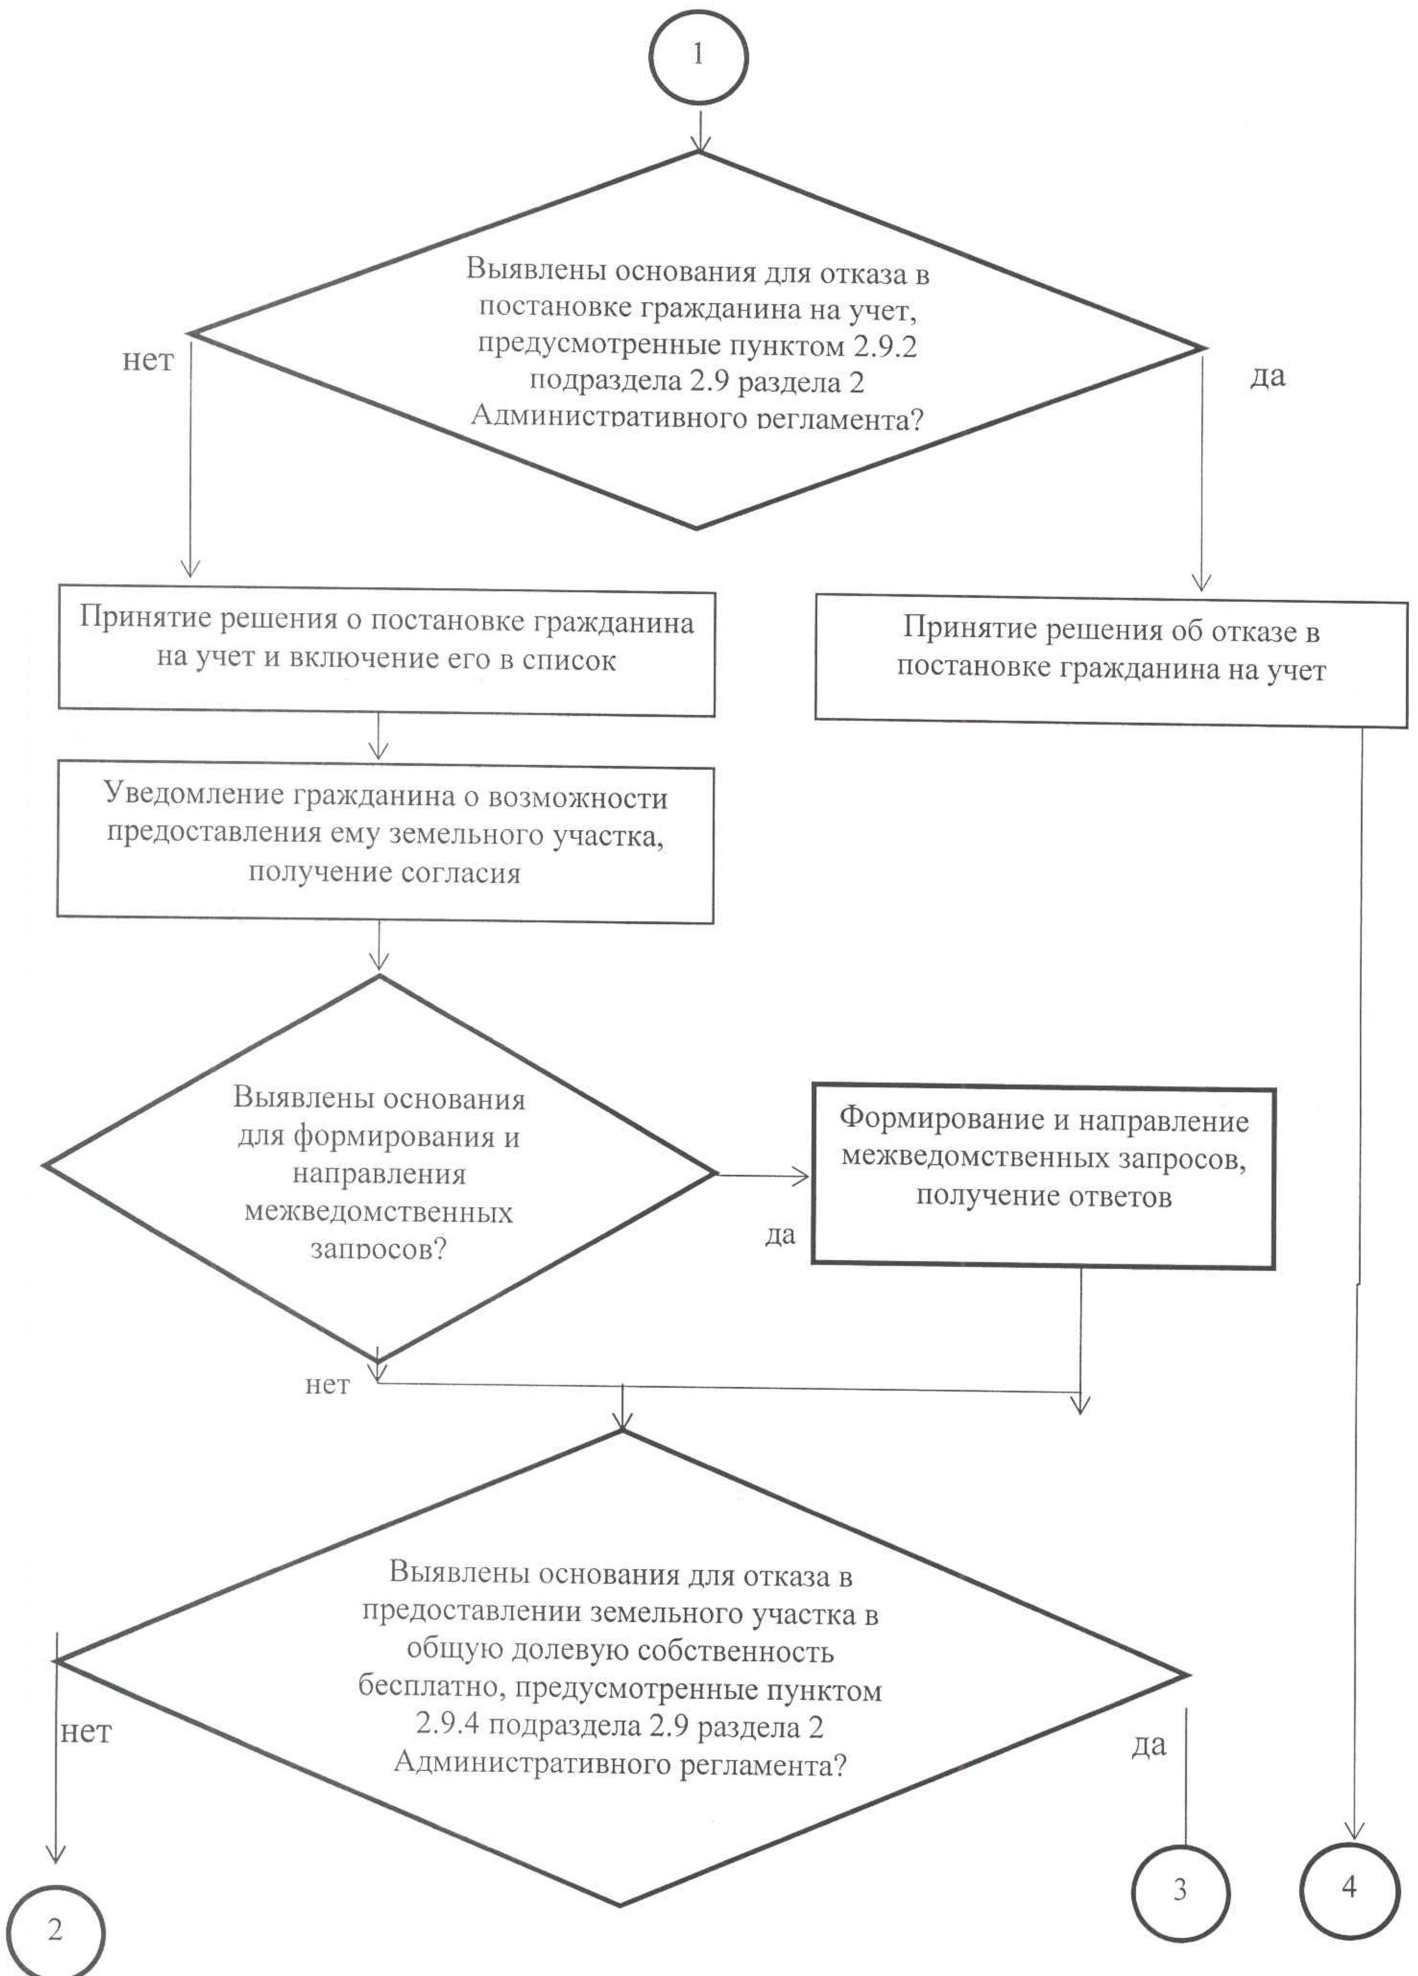 1
Выявлены основания для отказа в
постановке гражданина на учет,
предусмотренные пунктом 2.9.2
подраздела 2.9 раздела 2
Административного регламента?
нет
да
Принятие решения о постановке гражданина
на учет и включение его в список
Принятие решения об отказе в
постановке гражданина на учет
Уведомление гражданина о возможности
предоставления ему земельного участка,
получение согласия
Выявлены основания
для формирования и
направления
межведомственных
запросов?
да
Формирование и направление
межведомственных запросов,
получение ответов
нет
Выявлены основания для отказа в
предоставлении земельного участка в
общую долевую собственность
бесплатно, предусмотренные пунктом
2.9.4 подраздела 2.9 раздела 2
Административного регламента?
нет
да
2
3
4